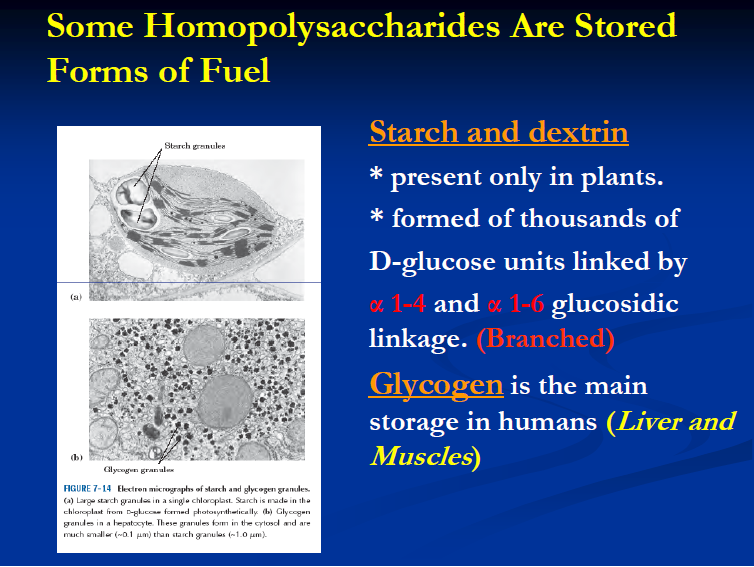 Some Homopolysaccharides Are Stored
Forms of Fuel
Starch granules
(a)
(b)
Glycogen granules
FIGURE 7-14 Electron micrographs of starch and glycogen granules.
(a) Large starch granules in a single chloroplast. Starch is made in the
chloroplast from D-glucose formed photosynthetically. (b) Glycogen
granules in a hepatocyte. These granules form in the cytosol and are
much smaller (~0.1 μm) than starch granules (~1.0 μm).
Starch and dextrin
* present only in plants.
* formed of thousands of
D-glucose units linked by
α 1-4 and α 1-6 glucosidic
linkage. (Branched)
Glycogen is the main
storage in humans (Liver and
Muscles)